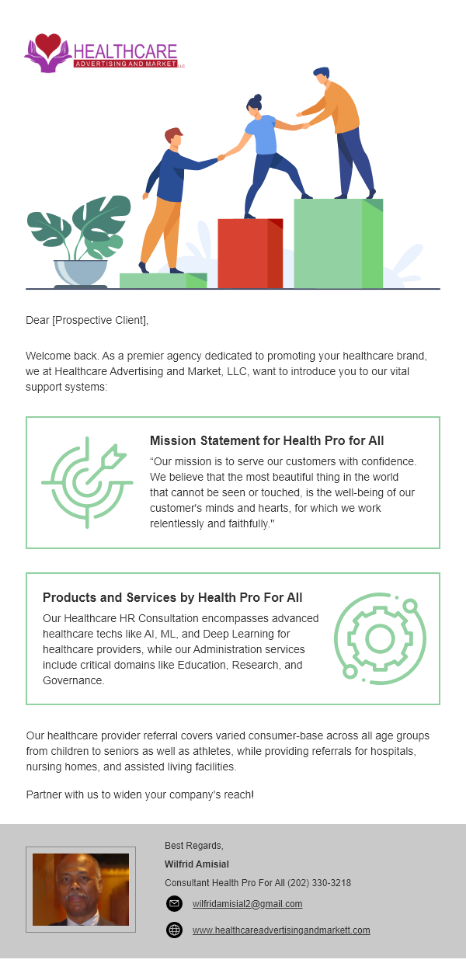 HEALTHCARE
ADVERTISING AND MARKET LLC
Dear [Prospective Client],
Welcome back. As a premier agency dedicated to promoting your healthcare brand,
we at Healthcare Advertising and Market, LLC, want to introduce you to our vital
support systems:
Mission Statement for Health Pro for All
“Our mission is to serve our customers with confidence.
We believe that the most beautiful thing in the world
that cannot be seen or touched, is the well-being of our
customer's minds and hearts, for which we work
relentlessly and faithfully."
Products and Services by Health Pro For All
Our Healthcare HR Consultation encompasses advanced
healthcare techs like AI, ML, and Deep Learning for
healthcare providers, while our Administration services
include critical domains like Education, Research, and
Governance.
Our healthcare provider referral covers varied consumer-base across all age groups
from children to seniors as well as athletes, while providing referrals for hospitals,
nursing homes, and assisted living facilities.
Partner with us to widen your company's reach!
Best Regards,
Wilfrid Amisial
Consultant Health Pro For All (202) 330-3218
wilfridamisial2@gmail.com
www.healthcareadvertisingandmarkett.com